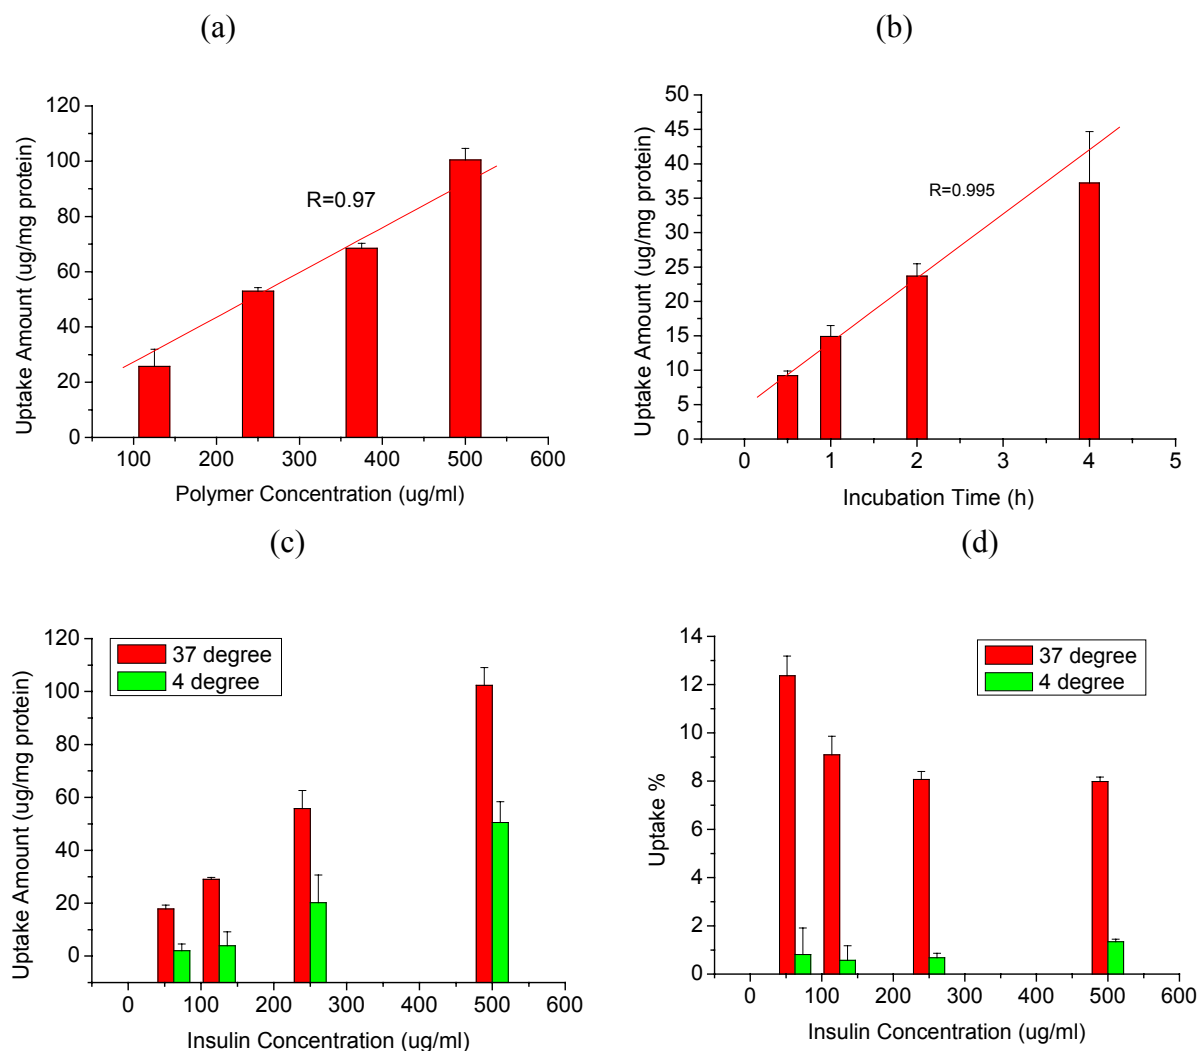 (a)
120
100
80
60
40
20
0
Uptake Amount (ug/mg protein)
R=0.97
100 200 300 400 500 600
Polymer Concentration (ug/ml)
(b)
50
45
40
35
30
25
20
15
10
5
0
Uptake Amount (ug/mg protein)
R=0.995
0 1 2 3 4 5
Incubation Time (h)
(c)
120
100
80
60
40
20
0
Uptake Amount (ug/mg protein)
37 degree
4 degree
0 100 200 300 400 500 600
Insulin Concentration (ug/ml)
(d)
14
12
10
8
6
4
2
0
Uptake %
37 degree
4 degree
0 100 200 300 400 500 600
Insulin Concentration (ug/ml)